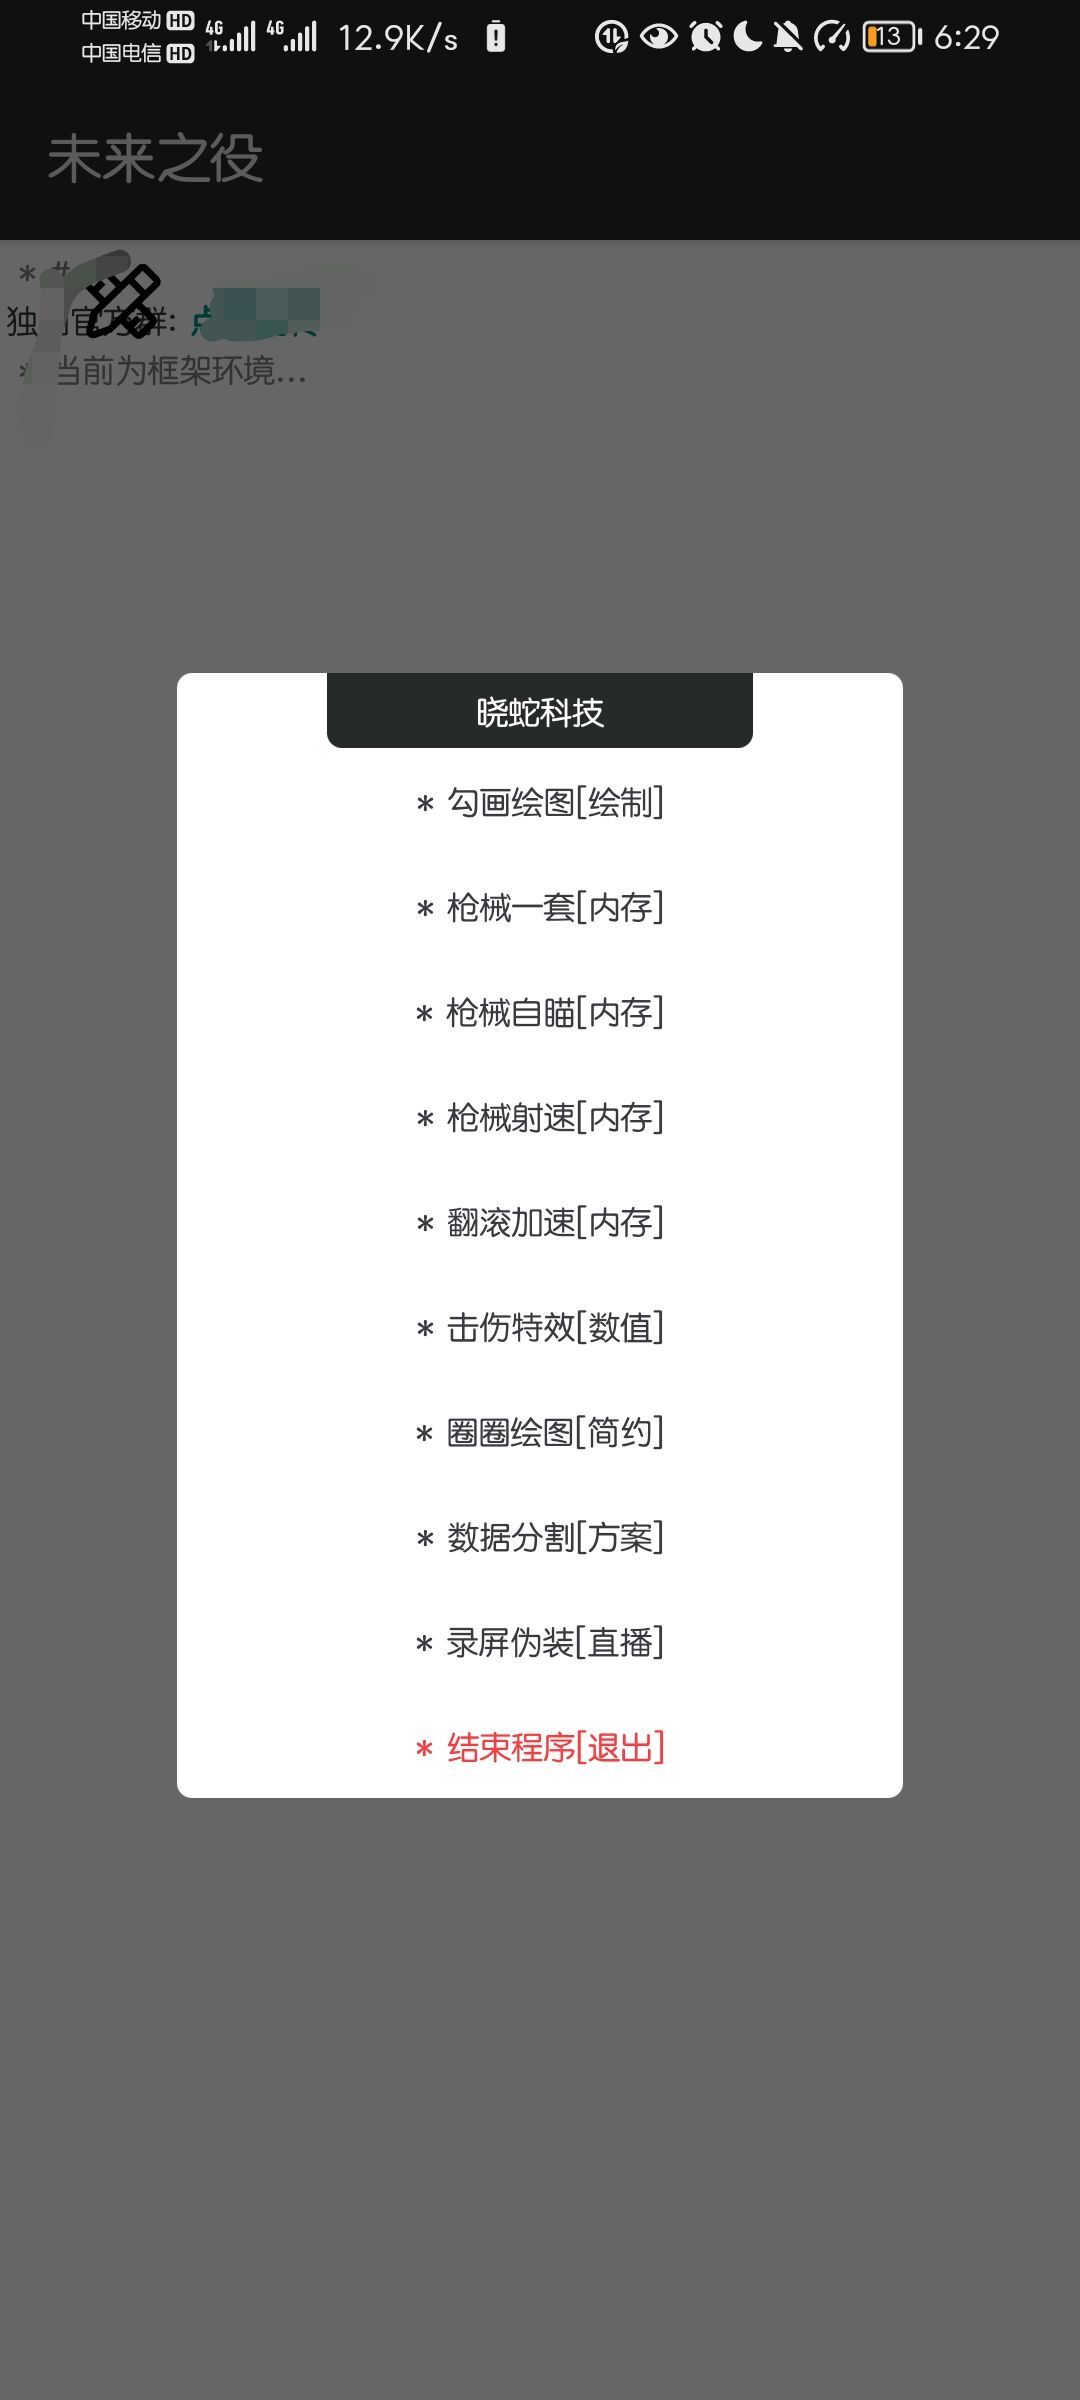 中国移动 HD
中国电信 HD
4G 4G 12.9K/s 13 6:29
未来之役
* #
独 官方群:
* 当前为框架环境...
晓蛇科技
* 勾画绘图[绘制]
* 枪械一套[内存]
* 枪械自瞄[内存]
* 枪械射速[内存]
* 翻滚加速[内存]
* 击伤特效[数值]
* 圈圈绘图[简约]
* 数据分割[方案]
* 录屏伪装[直播]
* 结束程序[退出]